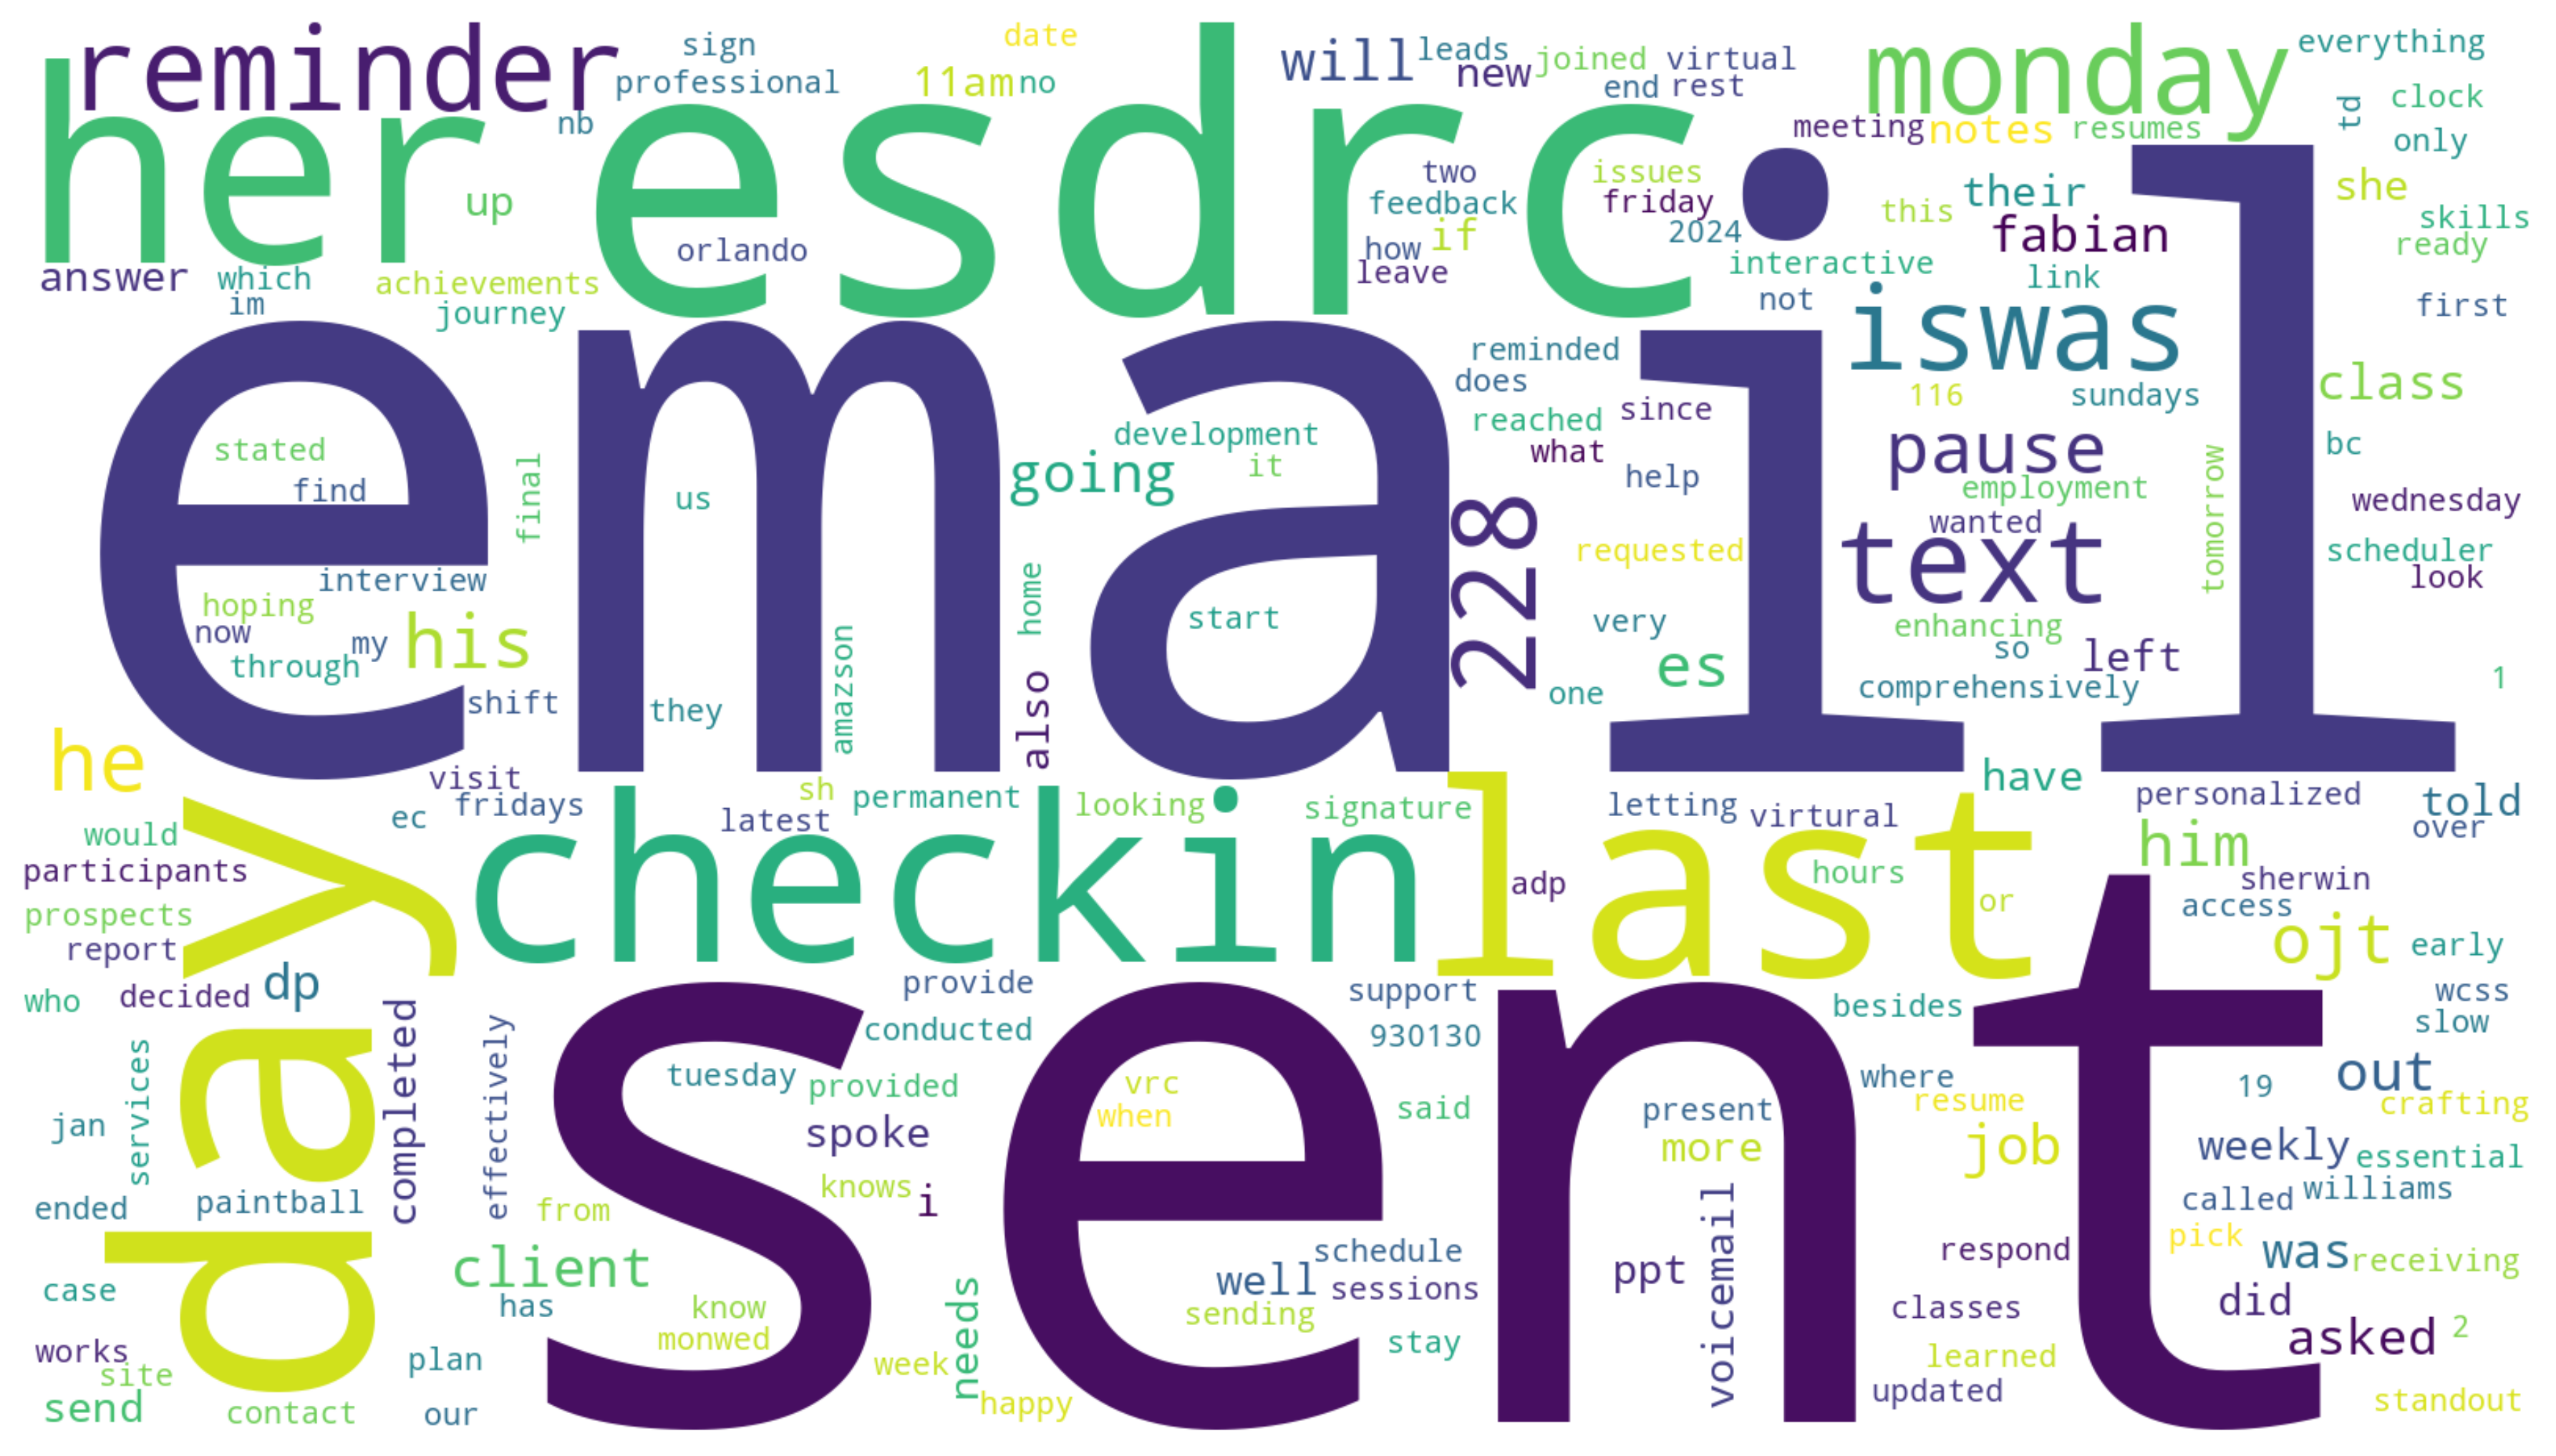 reminder
sign
professional
date
11am
no
will
leads
new
joined
virtual
end
rest
monday
everything
her
nb
esdrc
meeting
notes
resumes
td
clock
only
up
orlando
two
feedback
issues
friday
how
if
2024
leave
this
their
fabian
she
skills
ready
answer
which
im
achievements
journey
interactive
not
link
first
email
iswas
reminded
does
116
sundays
class
stated
find
final
us
going
development
it
reached
since
what
help
pause
employment
tomorrow
bc
wednesday
228
wanted
text
requested
scheduler
look
interview
hoping
now
my
his
through
home
start
very
enhancing
so
left
es
one
comprehensively
1
shift
they
amazson
also
he
visit
fridays
ec
latest
sh
permanent
looking
signature
letting
virtural
have
personalized
told
over
would
participants
prospects
report
day
checkin
last
adp
hours
or
him
sherwin
access
ojt
early
who
decided
dp
provide
support
besides
wcss
slow
sent
conducted
930130
completed
effectively
services
jan
tuesday
provided
vrc
when
said
where
resume
present
more
job
19
out
crafting
spoke
weekly
essential
ended
paintball
from
knows
i
called
williams
voicemail
pick
was
receiving
client
schedule
well
sessions
sending
ppt
respond
case
has
know
monwed
needs
classes
did
asked
2
works
site
plan
week
stay
learned
updated
send
contact
our
happy
standout